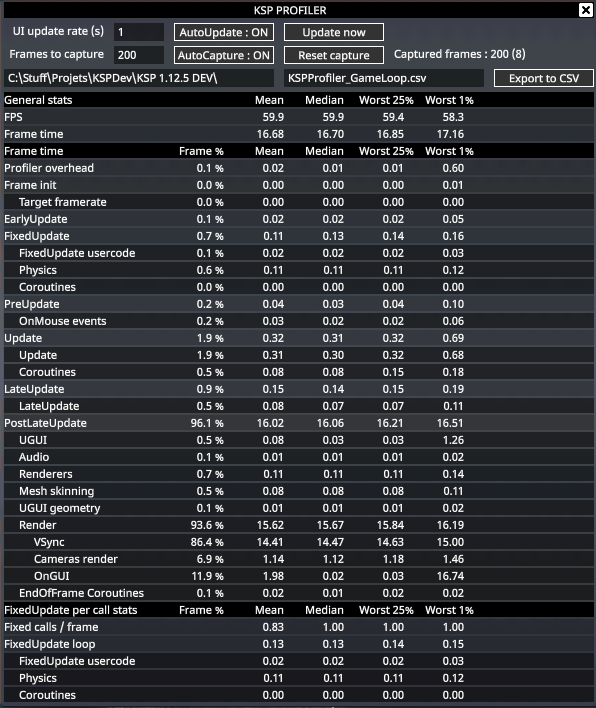 KSP PROFILER
UI update rate (s) 1 AutoUpdate : ON Update now
Frames to capture 200 AutoCapture : ON Reset capture Captured frames : 200 (8)
C:\Stuff\Projets\KSPDev\KSP 1.12.5 DEV\ KSPProfiler_GameLoop.csv Export to CSV
General stats Mean Median Worst 25% Worst 1%
FPS 59.9 59.9 59.4 58.3
Frame time 16.68 16.70 16.85 17.16
Frame time Frame % Mean Median Worst 25% Worst 1%
Profiler overhead 0.1 % 0.02 0.01 0.01 0.60
Frame init 0.0 % 0.00 0.00 0.00 0.01
Target framerate 0.0 % 0.00 0.00 0.00 0.00
EarlyUpdate 0.1 % 0.02 0.02 0.02 0.05
FixedUpdate 0.7 % 0.11 0.13 0.14 0.16
FixedUpdate usercode 0.1 % 0.02 0.02 0.02 0.03
Physics 0.6 % 0.11 0.11 0.11 0.12
Coroutines 0.0 % 0.00 0.00 0.00 0.00
PreUpdate 0.2 % 0.04 0.03 0.04 0.10
OnMouse events 0.2 % 0.03 0.02 0.02 0.06
Update 1.9 % 0.32 0.31 0.32 0.69
Update 1.9 % 0.31 0.30 0.32 0.68
Coroutines 0.5 % 0.08 0.08 0.15 0.18
LateUpdate 0.9 % 0.15 0.14 0.15 0.19
LateUpdate 0.5 % 0.08 0.07 0.07 0.11
PostLateUpdate 96.1 % 16.02 16.06 16.21 16.51
UGUI 0.5 % 0.08 0.03 0.03 1.26
Audio 0.1 % 0.01 0.01 0.01 0.02
Renderers 0.7 % 0.11 0.11 0.11 0.14
Mesh skinning 0.5 % 0.08 0.08 0.08 0.11
UGUI geometry 0.1 % 0.01 0.01 0.01 0.02
Render 93.6 % 15.62 15.67 15.84 16.19
VSync 86.4 % 14.41 14.47 14.63 15.00
Cameras render 6.9 % 1.14 1.12 1.18 1.46
OnGUI 11.9 % 1.98 0.02 0.03 16.74
EndOfFrame Coroutines 0.1 % 0.02 0.01 0.02 0.02
FixedUpdate per call stats Frame % Mean Median Worst 25% Worst 1%
Fixed calls / frame 0.83 1.00 1.00 1.00
FixedUpdate loop 0.13 0.13 0.14 0.15
FixedUpdate usercode 0.02 0.02 0.02 0.03
Physics 0.11 0.11 0.11 0.12
Coroutines 0.00 0.00 0.00 0.00